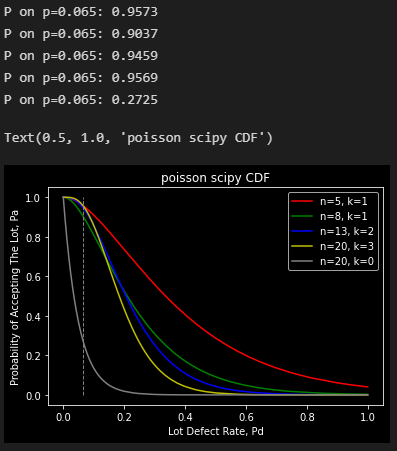 P on p=0.065: 0.9573
P on p=0.065: 0.9037
P on p=0.065: 0.9459
P on p=0.065: 0.9569
P on p=0.065: 0.2725
Text(0.5, 1.0, 'poisson scipy CDF')
poisson scipy CDF
Probability of Accepting The Lot, Pa
1.0
0.8
0.6
0.4
0.2
0.0
n=5, k=1
n=8, k=1
n=13, k=2
n=20, k=3
n=20, k=0
0.0 0.2 0.4 0.6 0.8 1.0
Lot Defect Rate, Pd